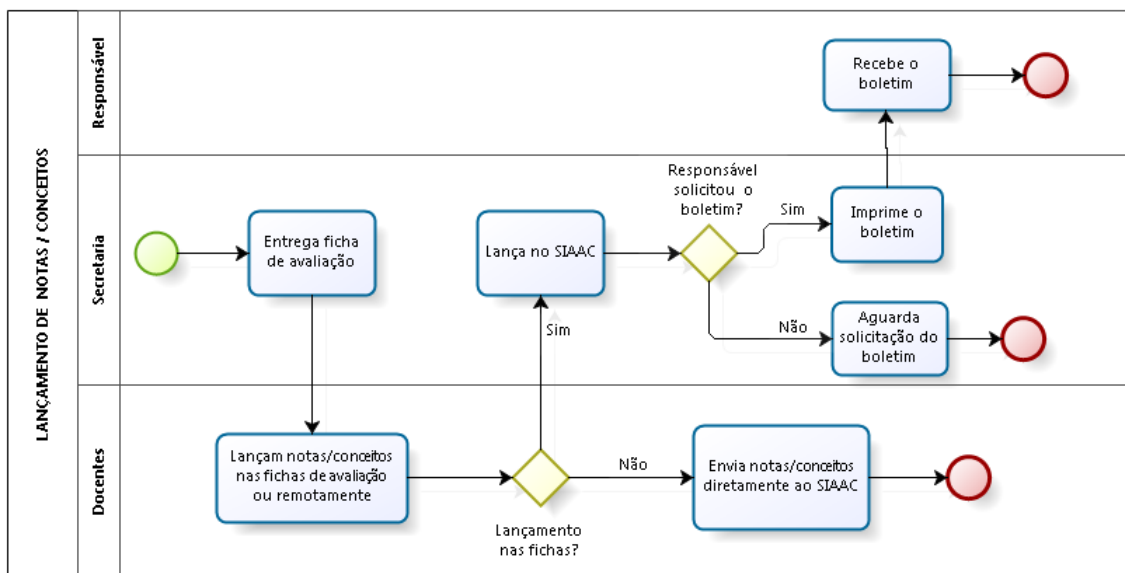 LANÇAMENTO DE NOTAS / CONCEITOS
Responsável
Recebe o
boletim
Secretaria
Entrega ficha
de avaliação
Lança no SIAAC
Responsável
solicitou o
boletim?
Sim
Imprime o
boletim
Sim
Não
Aguarda
solicitação do
boletim
Docentes
Lançam notas/conceitos
nas fichas de avaliação
ou remotamente
Lançamento
nas fichas?
Não
Envia notas/conceitos
diretamente ao SIAAC